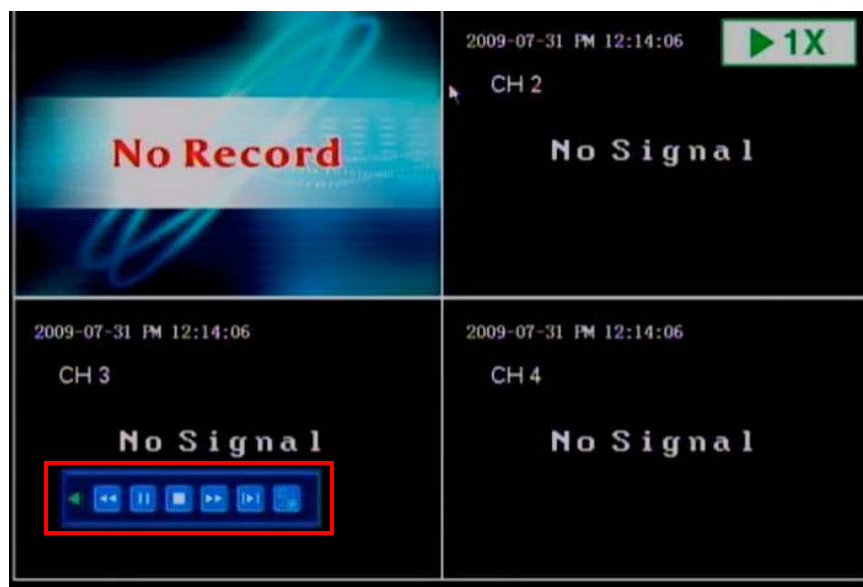 No Record
2009-07-31 PM 12:14:06
1X
CH 2
No Signal
2009-07-31 PM 12:14:06
CH 3
No Signal
2009-07-31 PM 12:14:06
CH 4
No Signal